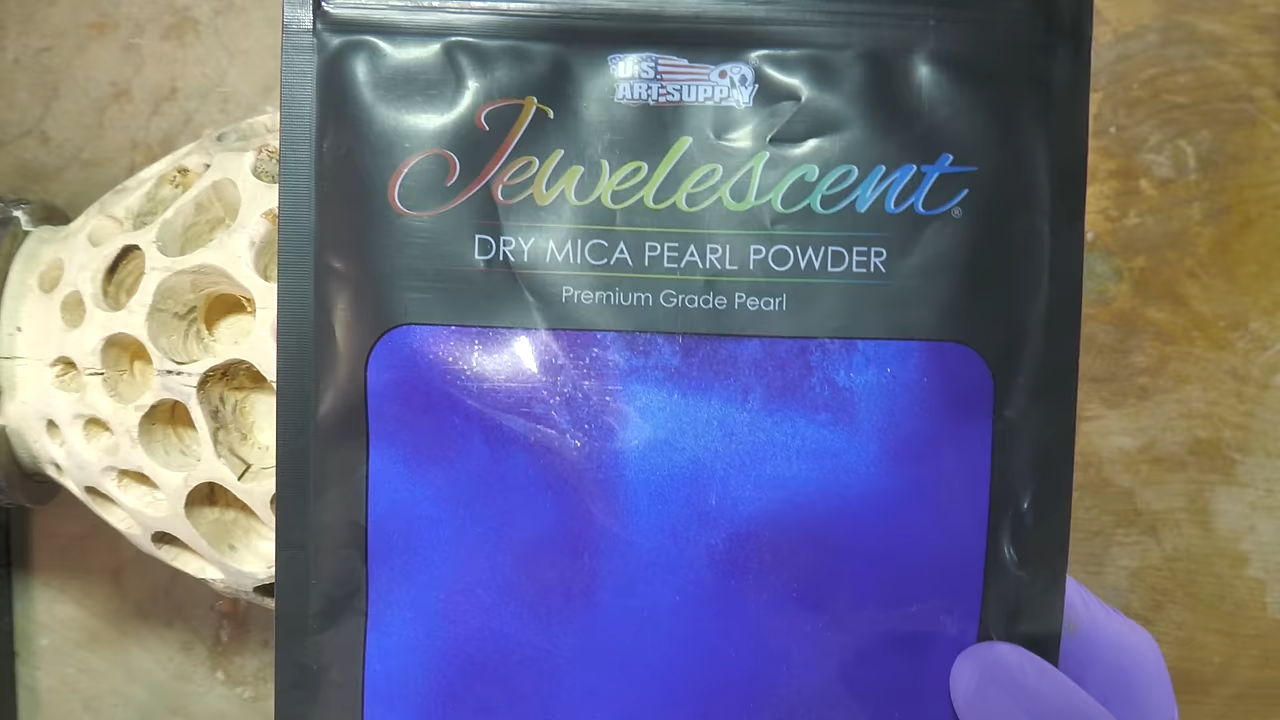 U.S.
ART SUPPLY
Jewelescent®
DRY MICA PEARL POWDER
Premium Grade Pearl